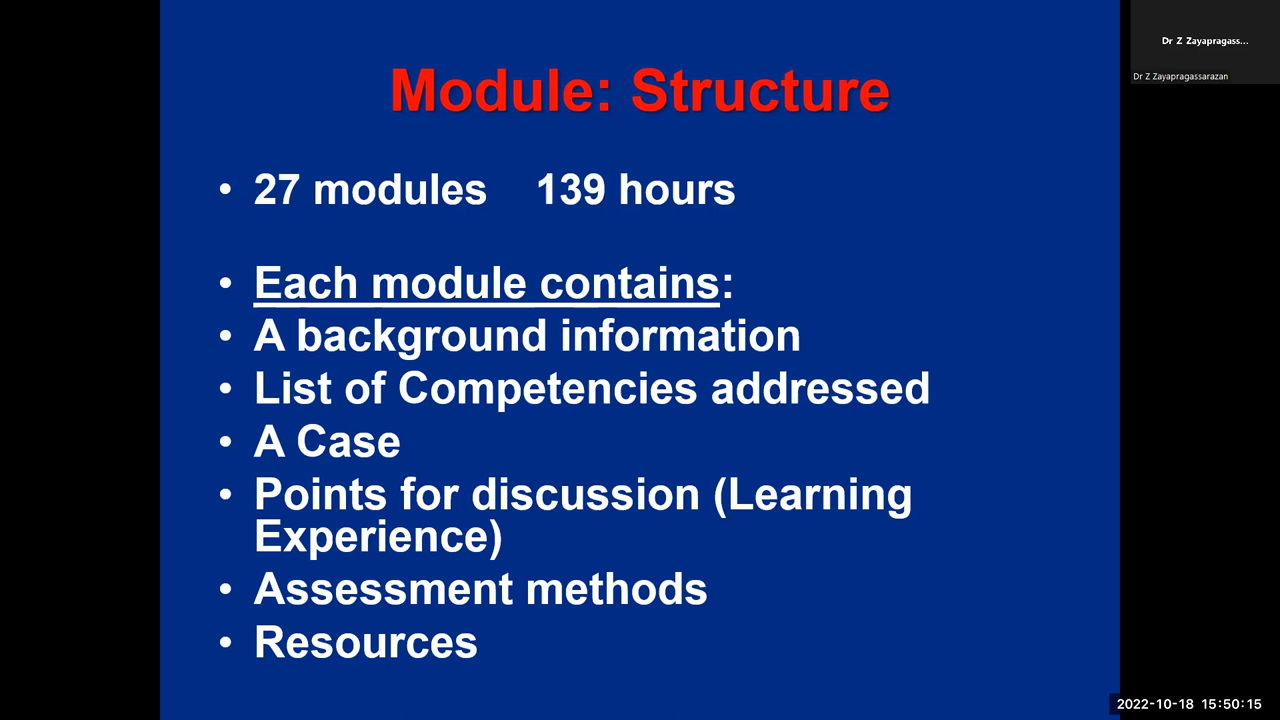 Module: Structure
• 27 modules 139 hours
• Each module contains:
• A background information
• List of Competencies addressed
• A Case
• Points for discussion (Learning
Experience)
• Assessment methods
• Resources
Dr Z Zayapragass...
Dr Z Zayapragassarazan
2022-10-18 15:50:15